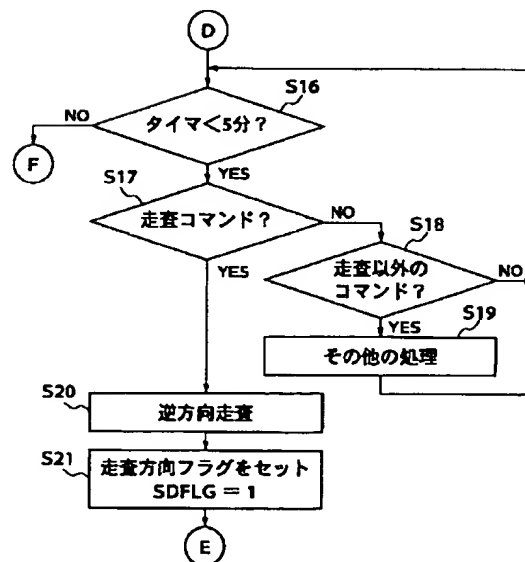 D
S16
NO
タイマ<5分?
F
YES
S17
走査コマンド?
NO
S18
YES
走査以外の
コマンド?
NO
YES
S19
その他の処理
S20
逆方向走査
S21
走査方向フラグをセット
SDFLG = 1
E